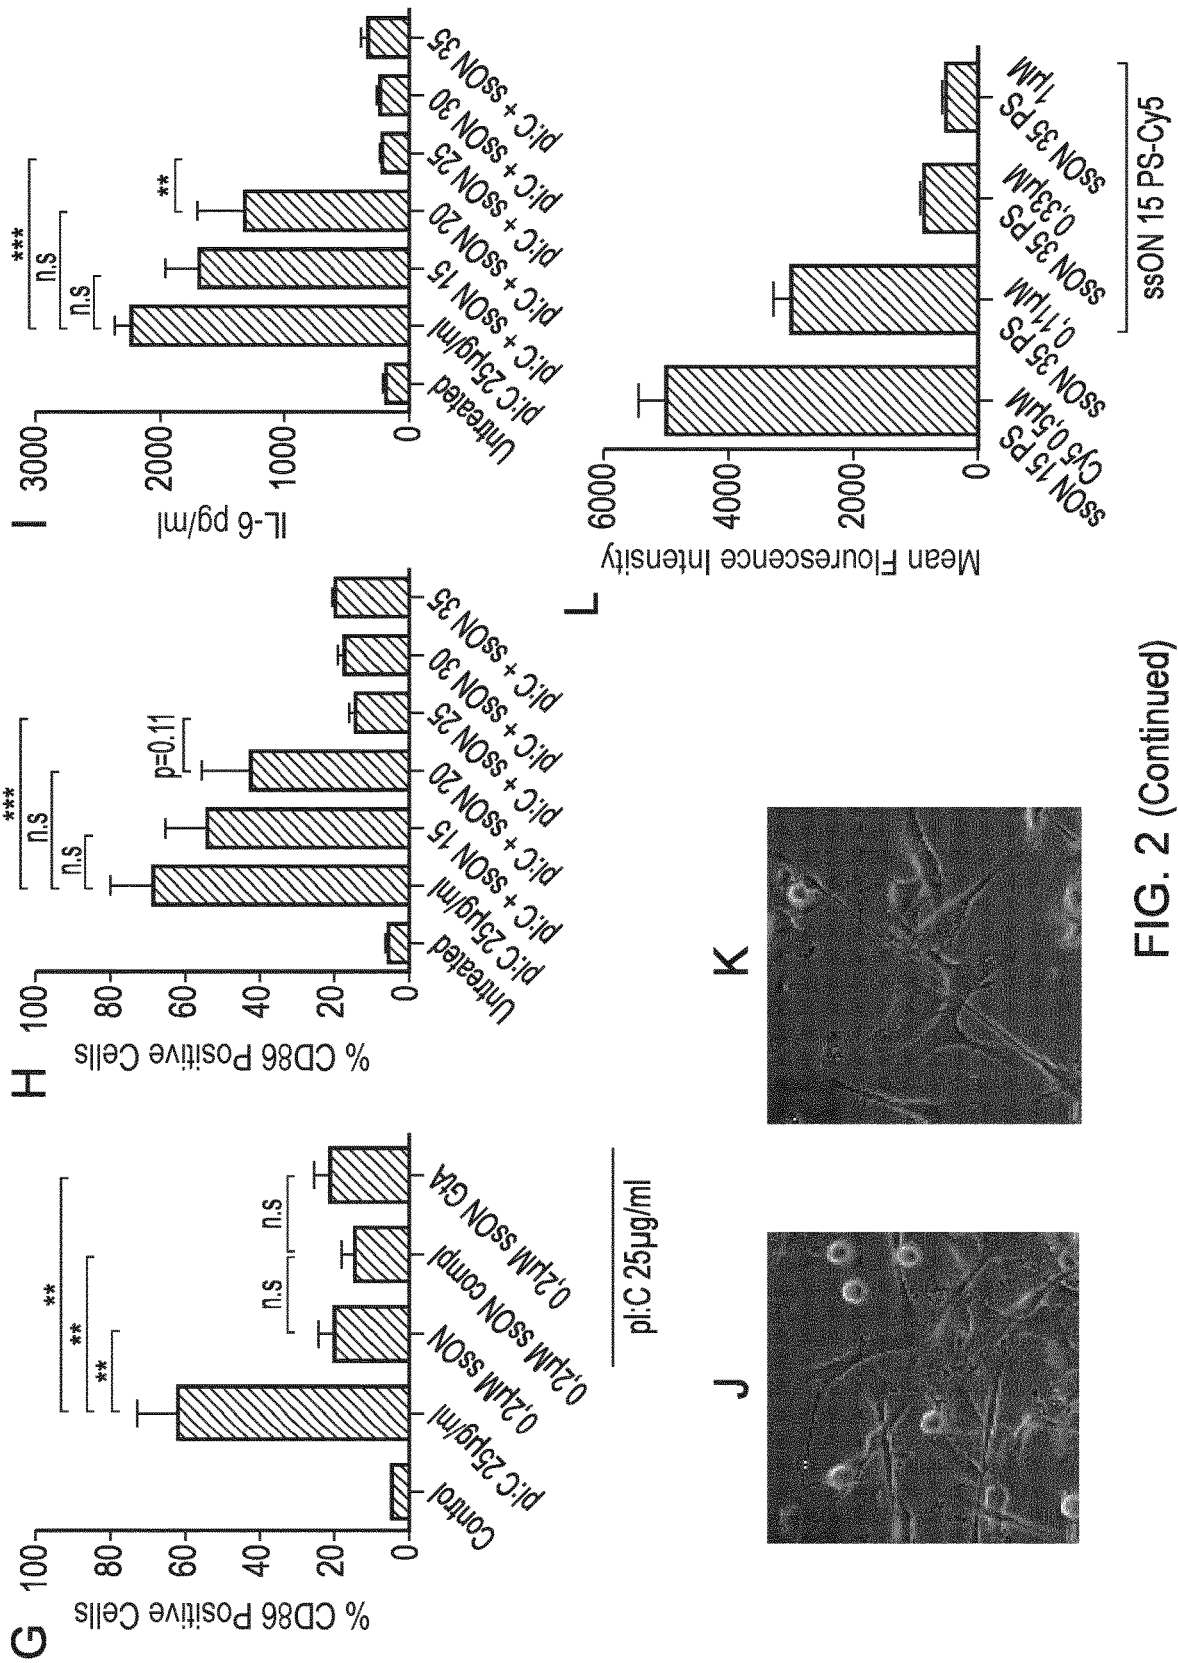 G
% CD86 Positive Cells
100
80
60
40
20
0
**
**
**
n.s
n.s
Control
pI:C 25µg/ml
0,2µM ssON
0,2µM ssON compl
0,2µM ssON GtA
pI:C 25µg/ml
H
% CD86 Positive Cells
100
80
60
40
20
0
***
n.s
n.s
p=0.11
Untreated
pI:C 25µg/ml
pI:C + ssON 15
pI:C + ssON 20
pI:C + ssON 25
pI:C + ssON 30
pI:C + ssON 35
I
IL-6 pg/ml
3000
2000
1000
0
***
n.s
n.s
**
Untreated
pI:C 25µg/ml
pI:C + ssON 15
pI:C + ssON 20
pI:C + ssON 25
pI:C + ssON 30
pI:C + ssON 35
J
K
L
Mean Flourescence Intensity
6000
4000
2000
0
ssON 15 PS
Cy5 0,5µM
ssON 35 PS
0,11µM
ssON 35 PS
0,33µM
ssON 35 PS
1µM
ssON 15 PS-Cy5
FIG. 2 (Continued)